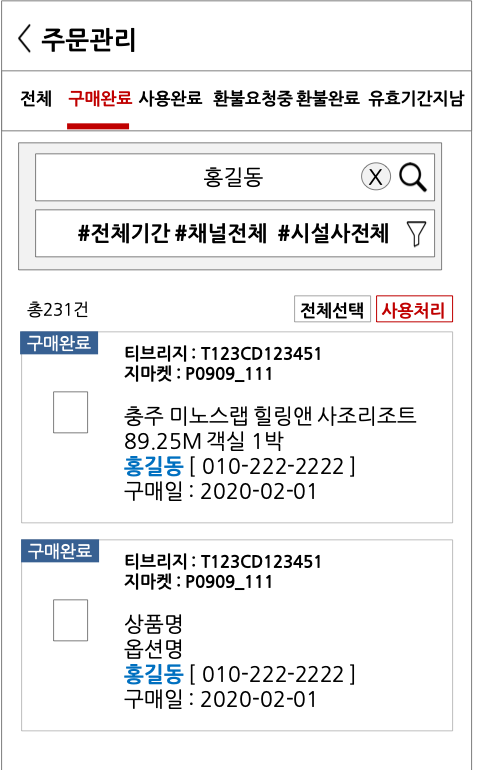 주문관리
전체 구매완료 사용완료 환불요청중 환불완료 유효기간지남
홍길동 X
#전체기간 #채널전체 #시설사전체
총231건 전체선택 사용처리
구매완료
티브리지 : T123CD123451
지마켓 : P0909_111
충주 미노스랩 힐링앤 사조리조트
89.25M 객실 1박
홍길동 [ 010-222-2222 ]
구매일 : 2020-02-01
구매완료
티브리지 : T123CD123451
지마켓 : P0909_111
상품명
옵션명
홍길동 [ 010-222-2222 ]
구매일 : 2020-02-01